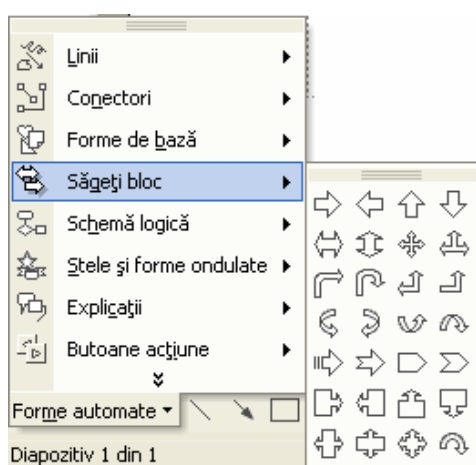 Linii
Conectori
Forme de bază
Săgeți bloc
Schemă logică
Stele și forme ondulate
Explicații
Butoane acțiune
Forme automate
Diapozitiv 1 din 1